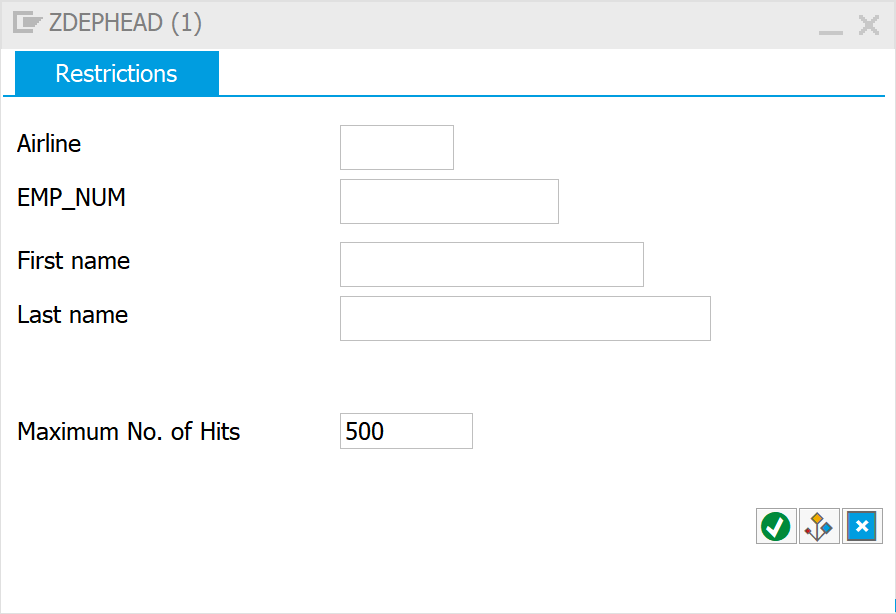 ZDEPHEAD (1)
Restrictions
Airline
EMP_NUM
First name
Last name
Maximum No. of Hits 500